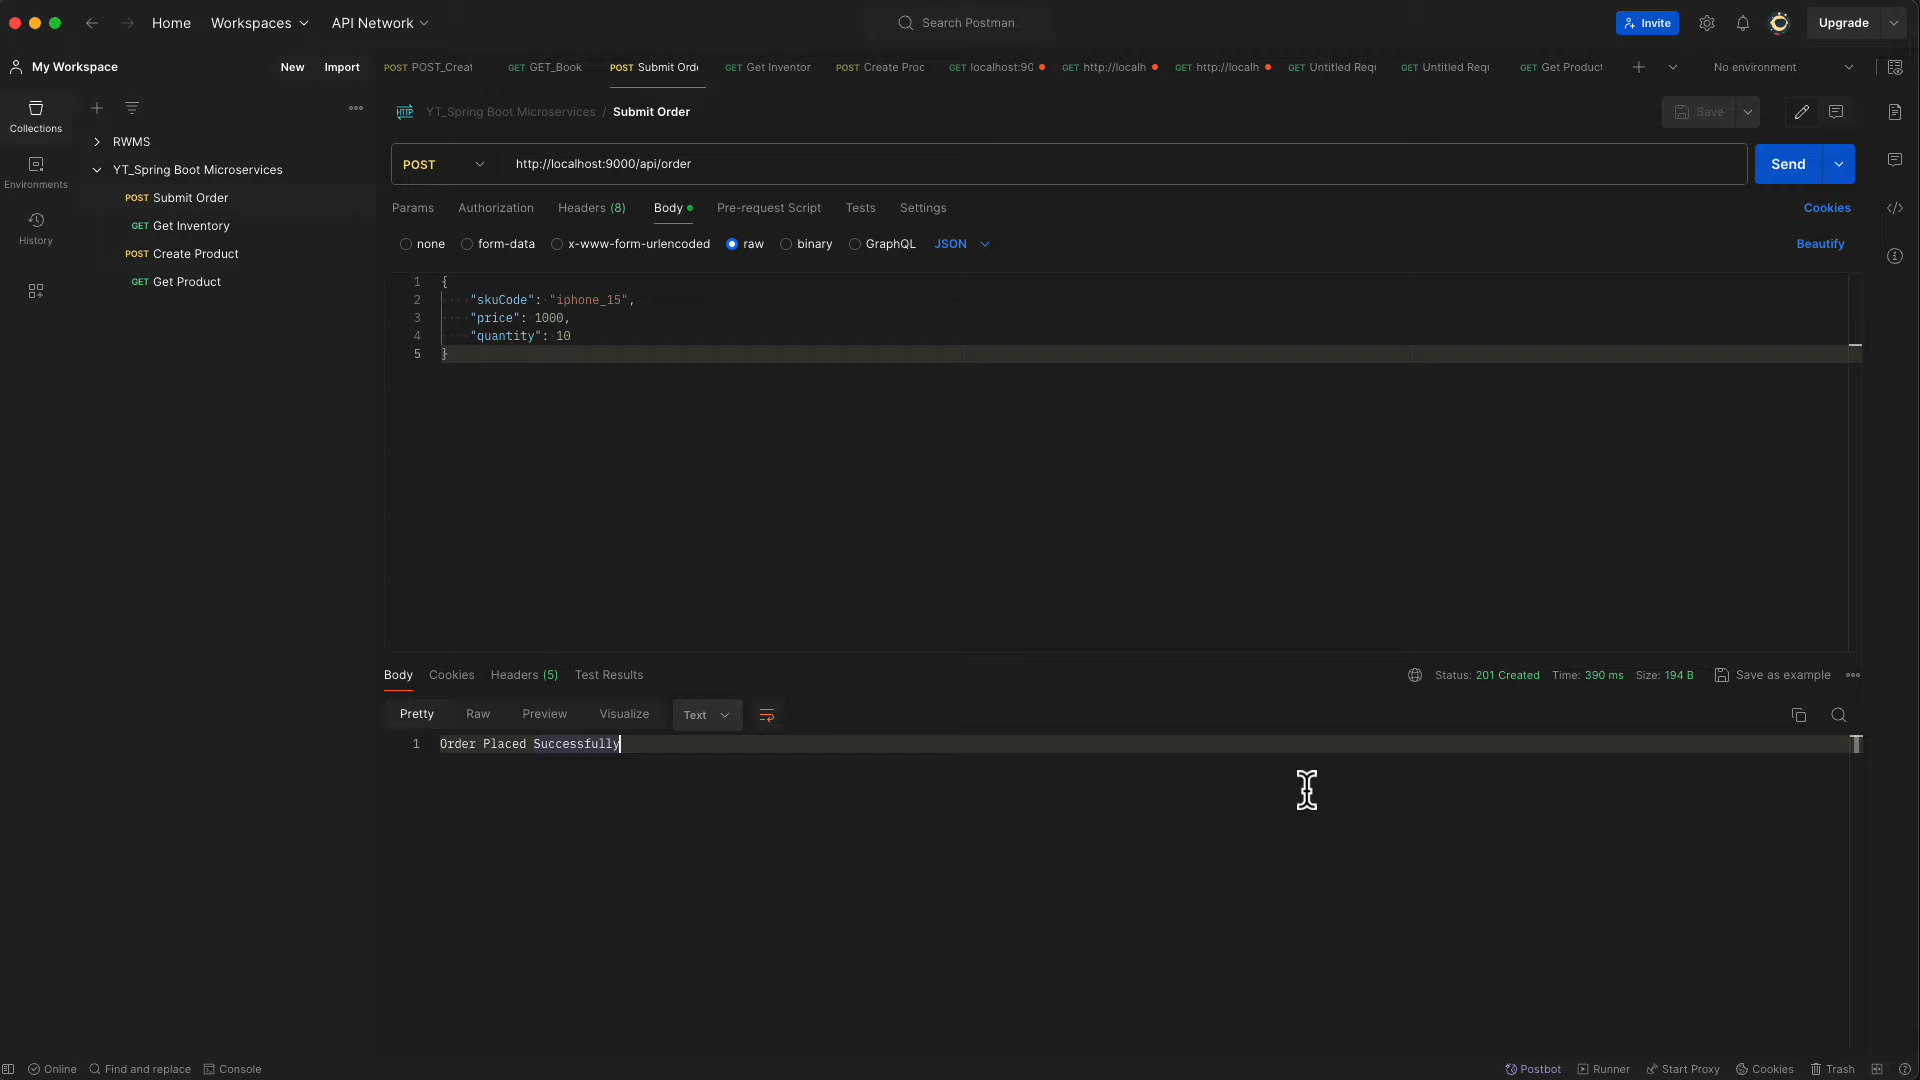 Home Workspaces API Network Search Postman Invite Upgrade
My Workspace New Import POST POST_Creat GET GET_Book POST Submit Ord GET Get Inventor POST Create Proc GET localhost:90 GET http://localh GET http://localh GET Untitled Requ GET Untitled Requ GET Get Product No environment
Collections
Environments
History
RWMS
YT_Spring Boot Microservices
POST Submit Order
GET Get Inventory
POST Create Product
GET Get Product
HTTP YT_Spring Boot Microservices / Submit Order Save
POST http://localhost:9000/api/order Send
Params Authorization Headers (8) Body Pre-request Script Tests Settings Cookies
none form-data x-www-form-urlencoded raw binary GraphQL JSON Beautify
1 {
2 "skuCode": "iphone_15",
3 "price": 1000,
4 "quantity": 10
5 }
Body Cookies Headers (5) Test Results Status: 201 Created Time: 390 ms Size: 194 B Save as example
Pretty Raw Preview Visualize Text
1 Order Placed Successfully
Online Find and replace Console Postbot Runner Start Proxy Cookies Trash